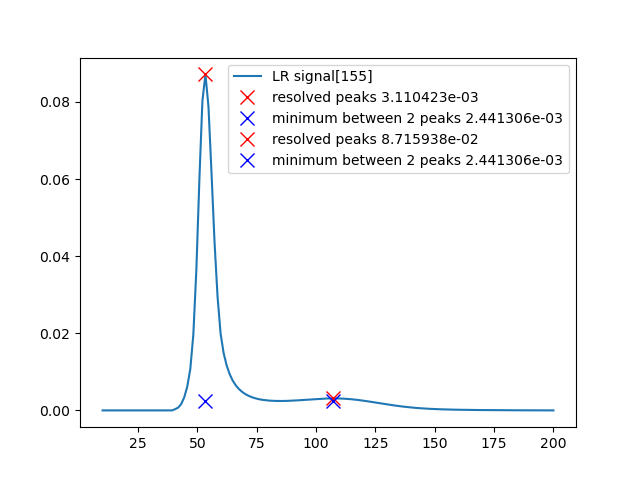 LR signal[155]
resolved peaks 3.110423e-03
minimum between 2 peaks 2.441306e-03
resolved peaks 8.715938e-02
minimum between 2 peaks 2.441306e-03
0.08
0.06
0.04
0.02
0.00
25 50 75 100 125 150 175 200